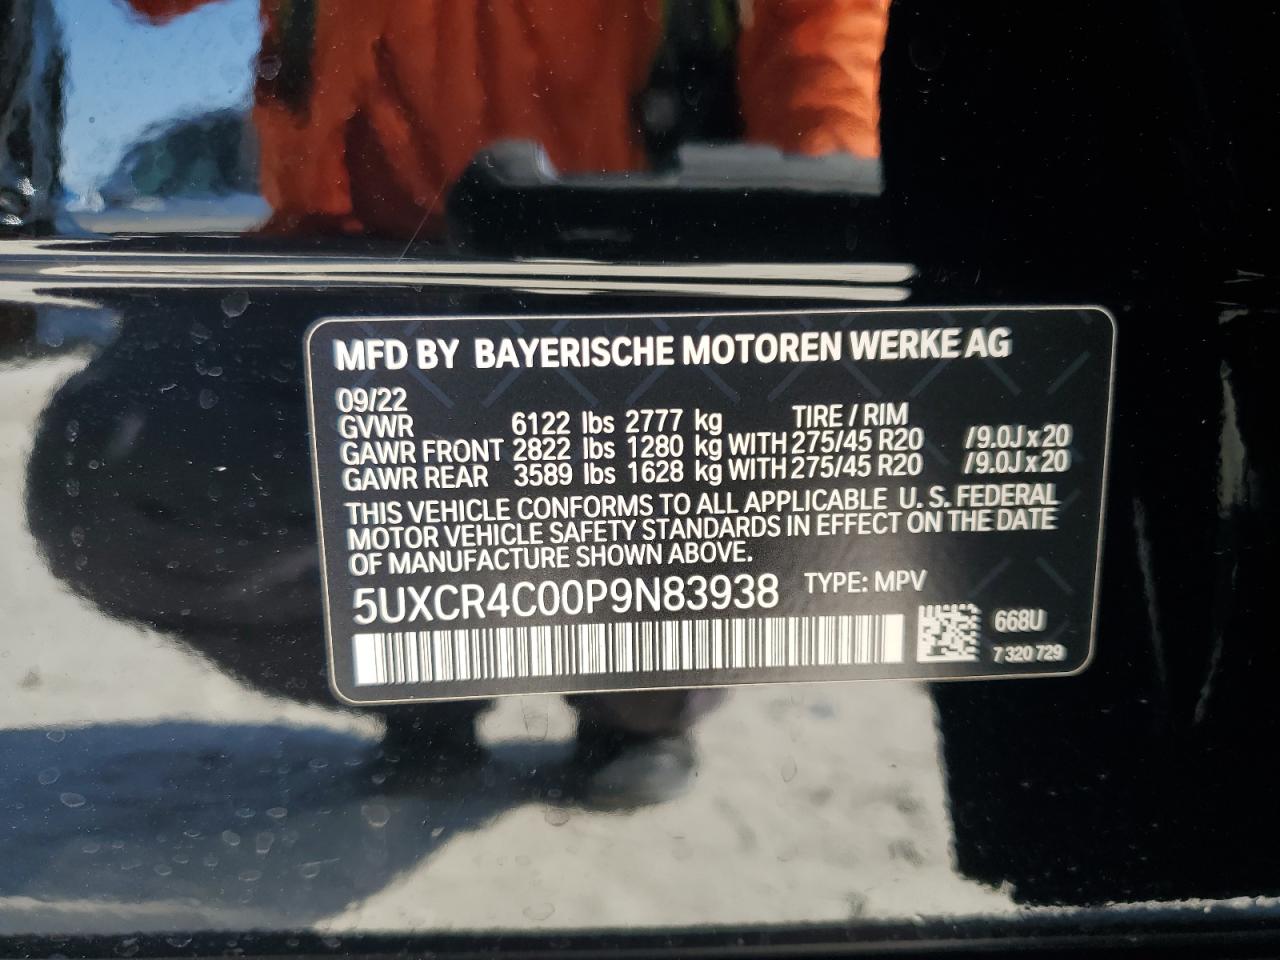 MFD BY BAYERISCHE MOTOREN WERKE AG
09/22
GVWR 6122 lbs 2777 kg TIRE / RIM
GAWR FRONT 2822 lbs 1280 kg WITH 275/45 R20 /9.0J x 20
GAWR REAR 3589 lbs 1628 kg WITH 275/45 R20 /9.0J x 20
THIS VEHICLE CONFORMS TO ALL APPLICABLE U. S. FEDERAL
MOTOR VEHICLE SAFETY STANDARDS IN EFFECT ON THE DATE
OF MANUFACTURE SHOWN ABOVE.
5UXCR4C00P9N83938 TYPE: MPV
668U
7 320 729